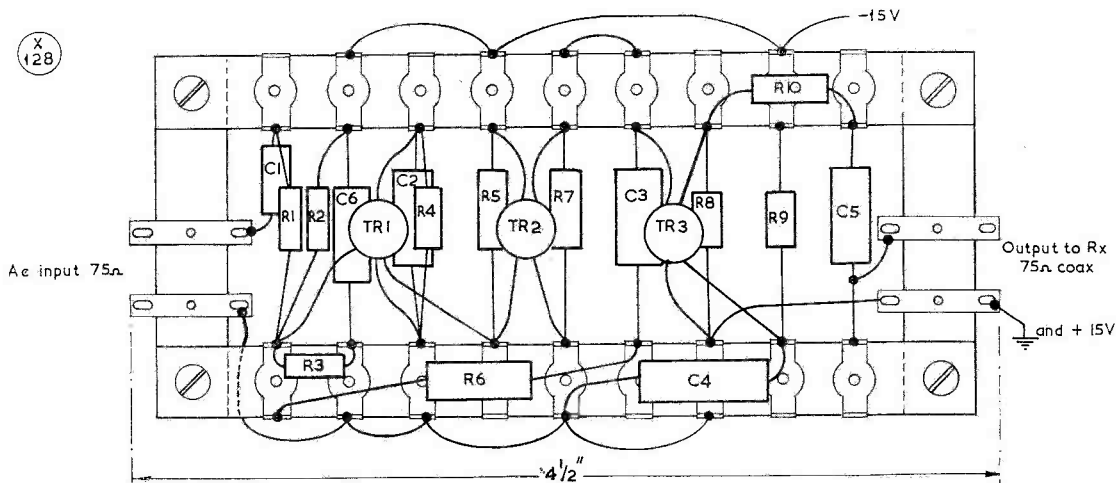 X
128
-15V
R10
C1
R1
R2
C6
TR1
C2
R4
R5
TR2
R7
C3
TR3
R8
R9
C5
Ae input 75Ω
Output to Rx
75Ω coax
and + 15V
R3
R6
C4
4½"